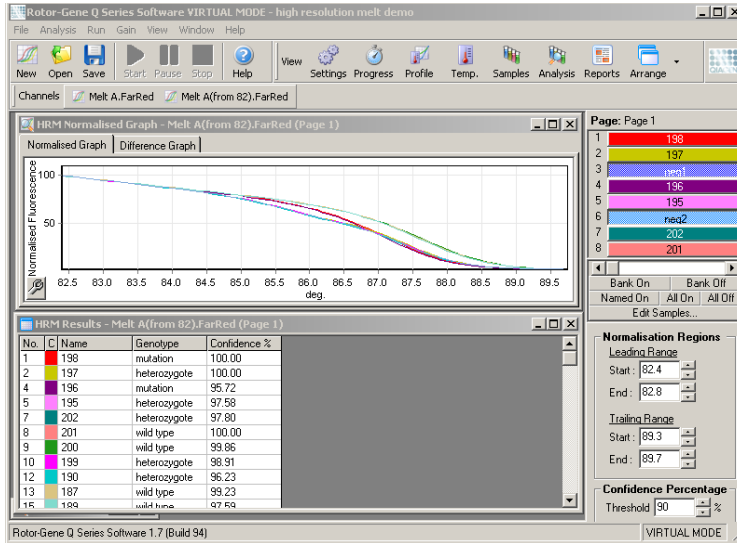 Rotor-Gene Q Series Software VIRTUAL MODE - high resolution melt demo
File Analysis Run Gain View Window Help
New Open Save Start Pause Stop Help View Settings Progress Profile Temp. Samples Analysis Reports Arrange
Channels Melt A.FarRed Melt A(from 82).FarRed
HRM Normalised Graph - Melt A(from 82).FarRed (Page 1)
Normalised Graph Difference Graph
Normalised Fluorescence
100
50
82.5 83.0 83.5 84.0 84.5 85.0 85.5 86.0 86.5 87.0 87.5 88.0 88.5 89.0 89.5
deg.
HRM Results - Melt A(from 82).FarRed (Page 1)
No. C Name Genotype Confidence %
1 198 mutation 100.00
2 197 heterozygote 100.00
4 196 mutation 95.72
5 195 heterozygote 97.58
7 202 heterozygote 97.80
8 201 wild type 100.00
9 200 wild type 99.86
10 199 heterozygote 98.91
12 190 heterozygote 96.23
13 187 wild type 99.23
15 189 wild type 97.59
Page: Page 1
1 198
2 197
3 neg1
4 196
5 195
6 neg2
7 202
8 201
Bank On Bank Off
Named On All On All Off
Edit Samples...
Normalisation Regions
Leading Range
Start : 82.4
End : 82.8
Trailing Range
Start : 89.3
End : 89.7
Confidence Percentage
Threshold 90 %
Rotor-Gene Q Series Software 1.7 (Build 94)
VIRTUAL MODE